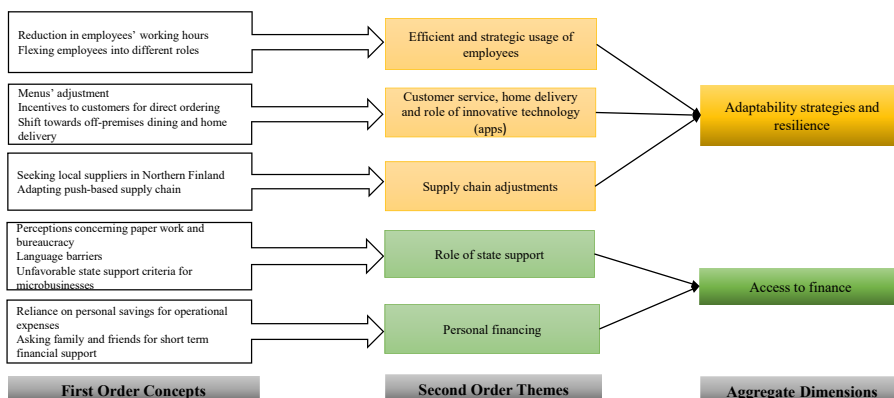 Reduction in employees' working hours
Flexing employees into different roles
Efficient and strategic usage of
employees
Menus' adjustment
Incentives to customers for direct ordering
Shift towards off-premises dining and home
delivery
Customer service, home delivery
and role of innovative technology
(apps)
Adaptability strategies and
resilience
Seeking local suppliers in Northern Finland
Adapting push-based supply chain
Supply chain adjustments
Perceptions concerning paper work and
bureaucracy
Language barriers
Unfavorable state support criteria for
microbusinesses
Role of state support
Access to finance
Reliance on personal savings for operational
expenses
Asking family and friends for short term
financial support
Personal financing
First Order Concepts
Second Order Themes
Aggregate Dimensions